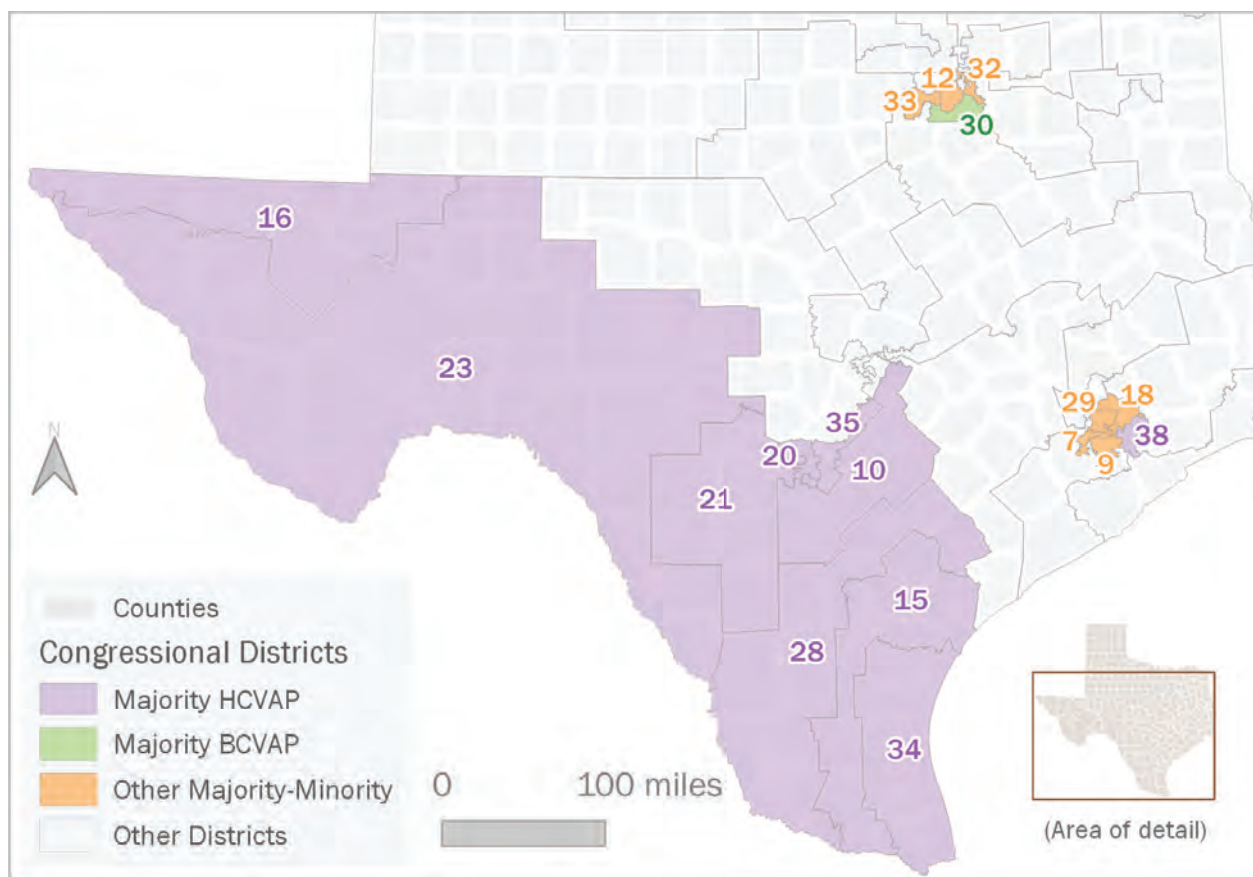 12
32
33
30
16
23
35
29
18
20
10
7
38
9
21
N
15
28
34
Counties
Congressional Districts
Majority HCVAP
Majority BCVAP
Other Majority-Minority
Other Districts
0 100 miles
(Area of detail)